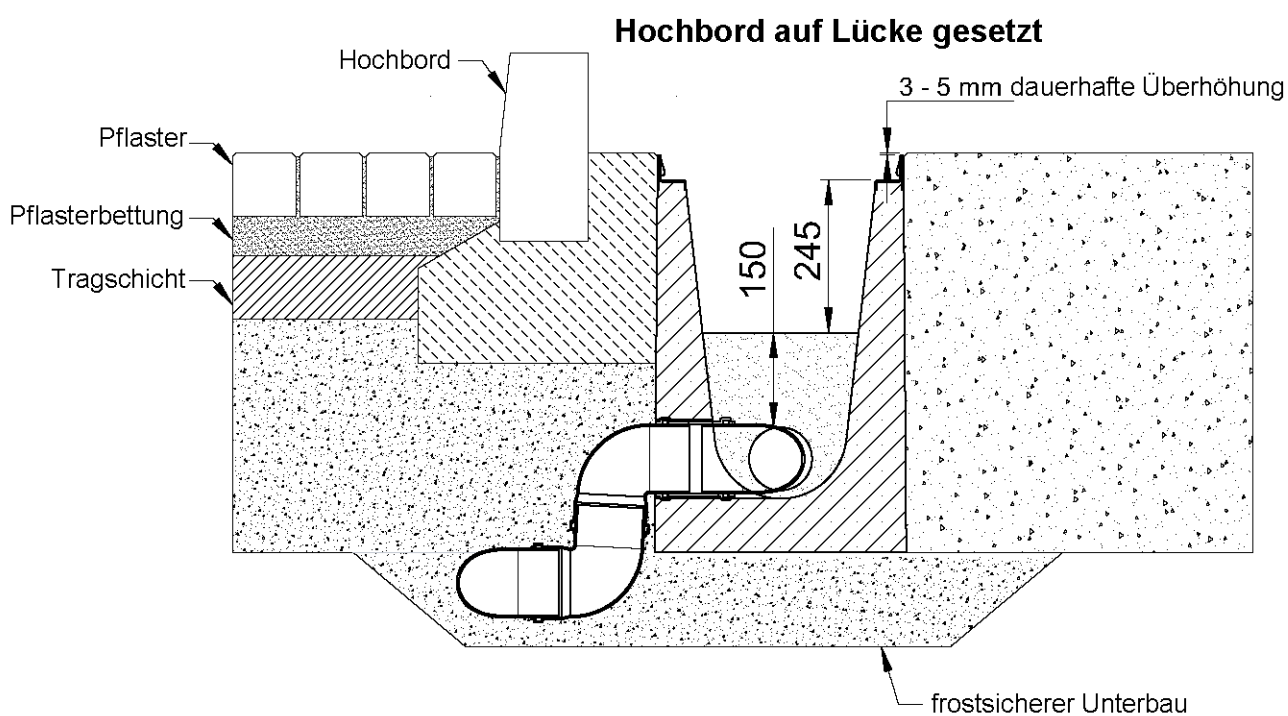 Hochbord auf Lücke gesetzt
Hochbord
3 - 5 mm dauerhafte Überhöhung
Pflaster
Pflasterbettung
Tragschicht
150
245
frostsicherer Unterbau